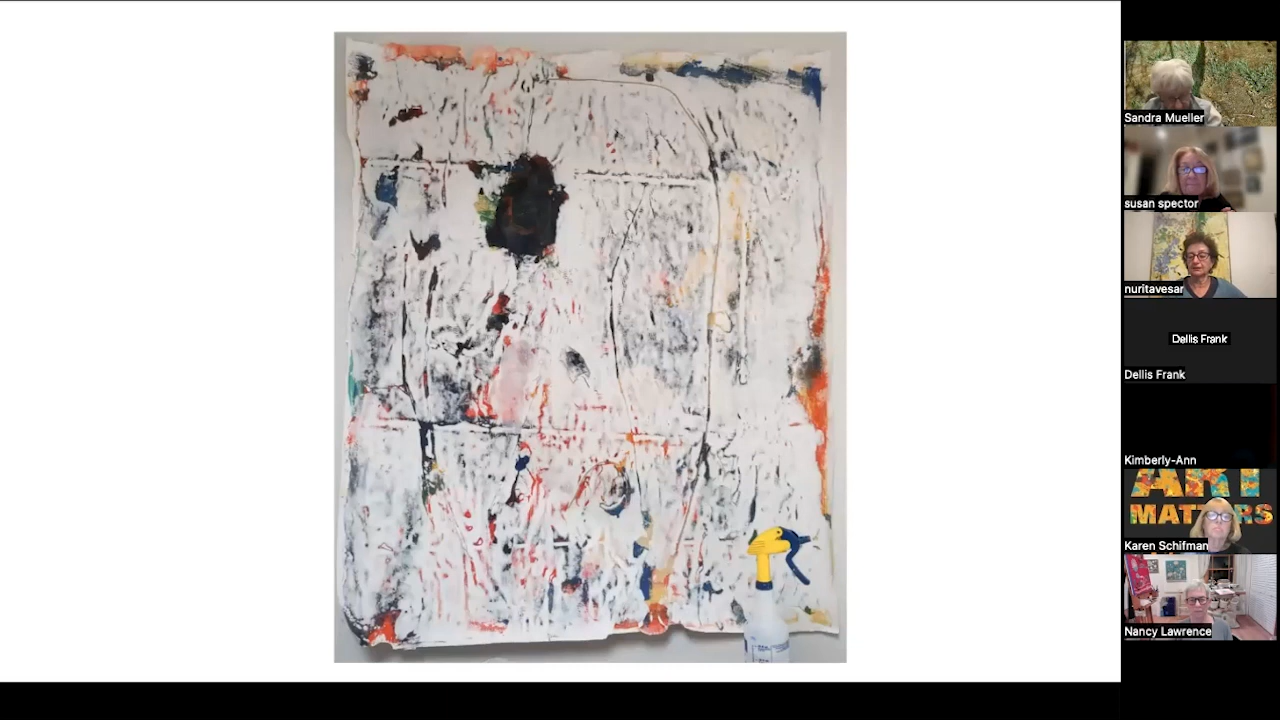 Sandra Mueller
susan spector
nuritavesar
Dellis Frank
Dellis Frank
Kimberly-Ann
ART
MATTERS
Karen Schifman
Nancy Lawrence